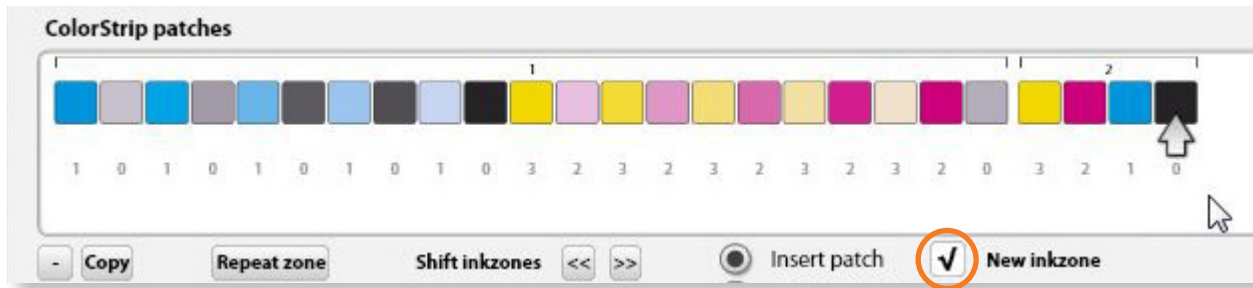 ColorStrip patches
1 2
1 0 1 0 1 0 1 0 1 0 3 2 3 2 3 2 3 2 3 2 0 3 2 1 0
- Copy Repeat zone Shift inkzones << >> Insert patch √ New inkzone